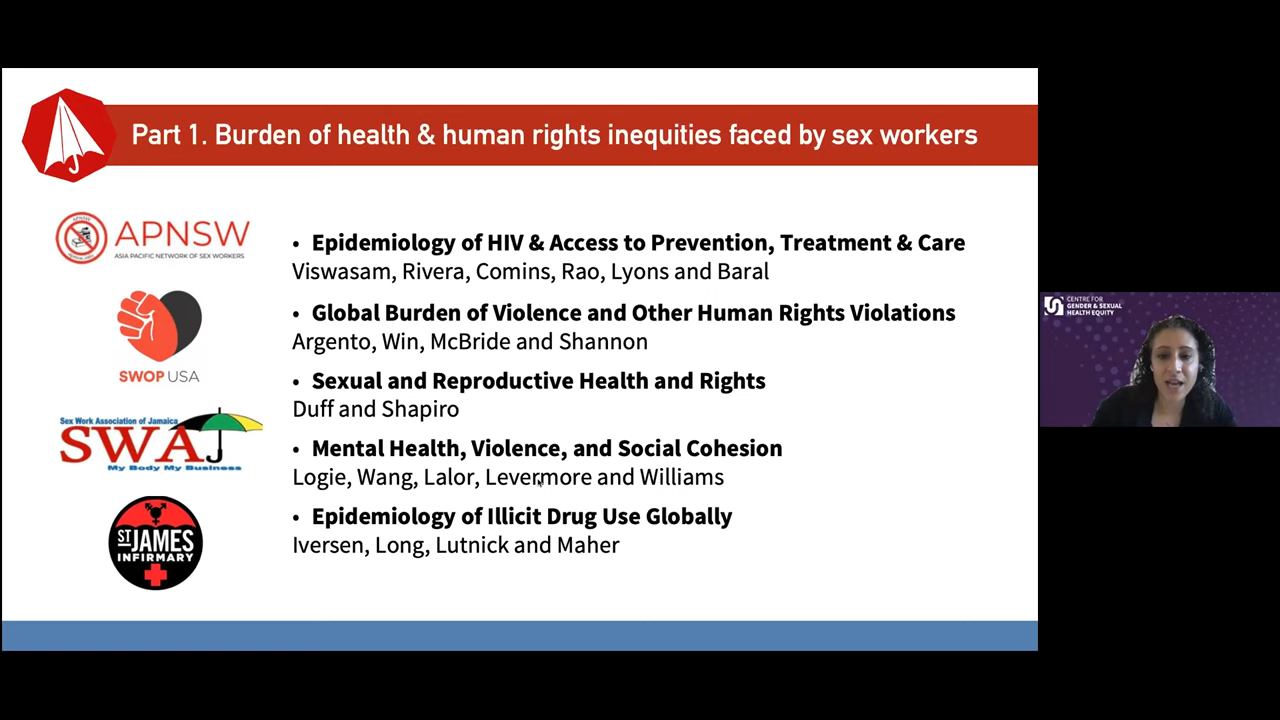 Part 1. Burden of health & human rights inequities faced by sex workers
APNSW
ASIA PACIFIC NETWORK OF SEX WORKERS
SWOP USA
Sex Work Association of Jamaica
SWAJ
My Body My Business
ST JAMES
INFIRMARY
• Epidemiology of HIV & Access to Prevention, Treatment & Care
Viswasam, Rivera, Comins, Rao, Lyons and Baral
• Global Burden of Violence and Other Human Rights Violations
Argento, Win, McBride and Shannon
• Sexual and Reproductive Health and Rights
Duff and Shapiro
• Mental Health, Violence, and Social Cohesion
Logie, Wang, Lalor, Levermore and Williams
• Epidemiology of Illicit Drug Use Globally
Iversen, Long, Lutnick and Maher
CENTRE FOR
GENDER & SEXUAL
HEALTH EQUITY